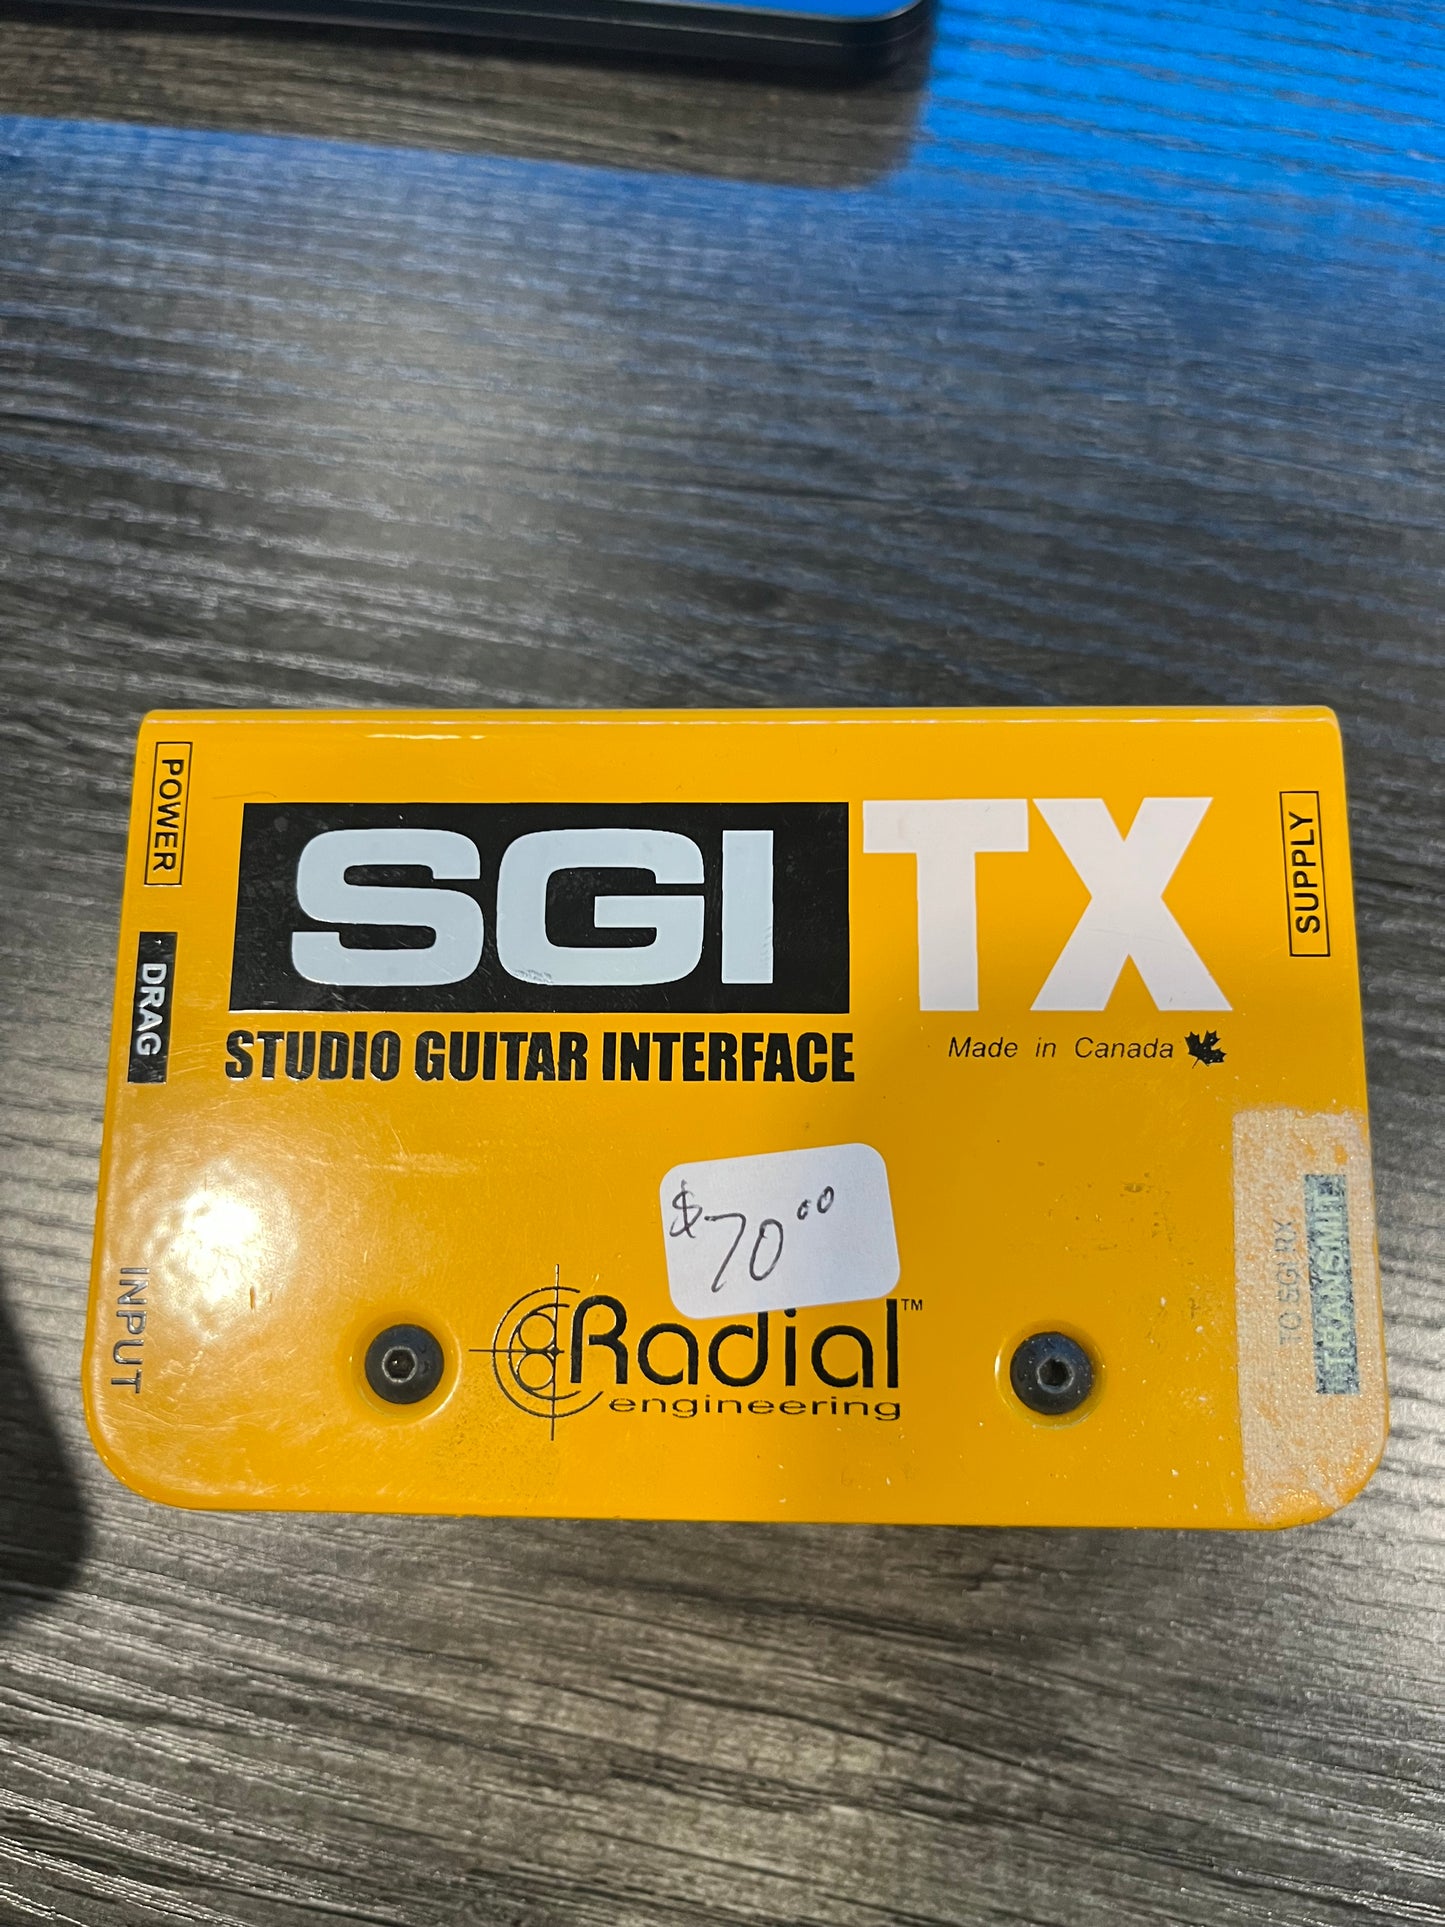 POWER
DRAG
INPUT
SGI TX
STUDIO GUITAR INTERFACE
Made in Canada
SUPPLY
$70.00
Radial™
engineering
TO SGI RX
TRANSMIT